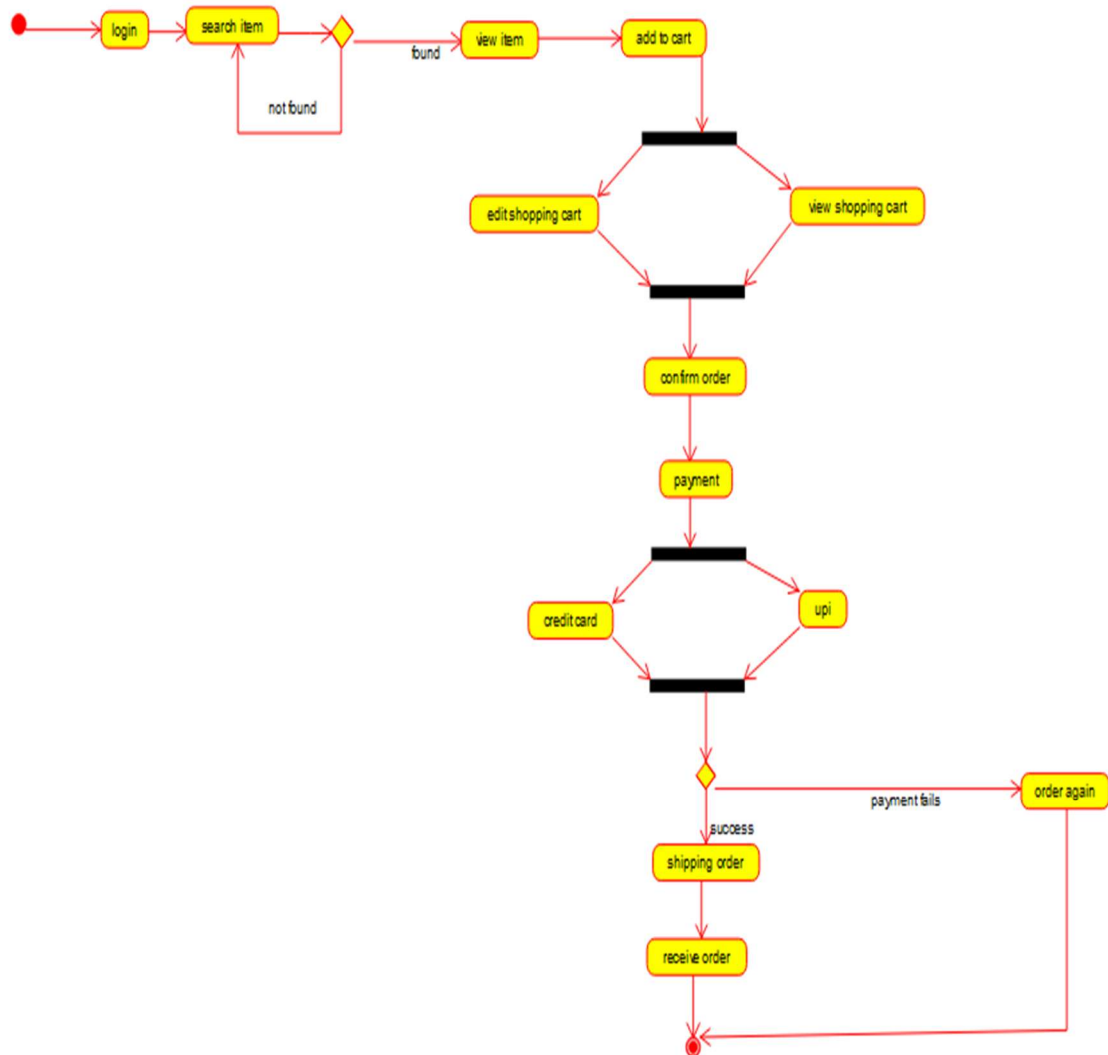 login
search item
found
view item
add to cart
not found
edit shopping cart
view shopping cart
confirm order
payment
credit card
upi
payment fails
order again
success
shipping order
receive order